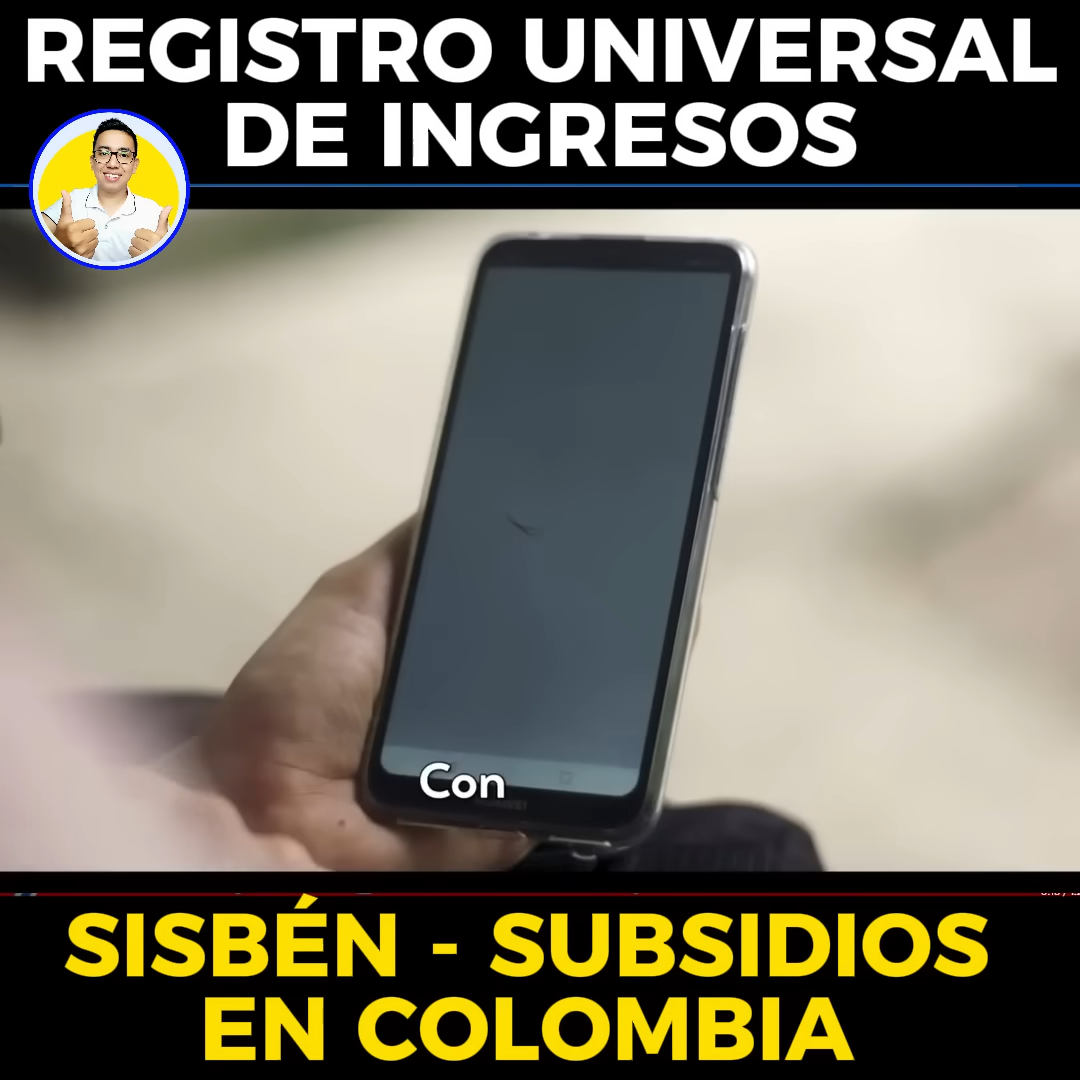 REGISTRO UNIVERSAL
DE INGRESOS
Con
SISBÉN - SUBSIDIOS
EN COLOMBIA